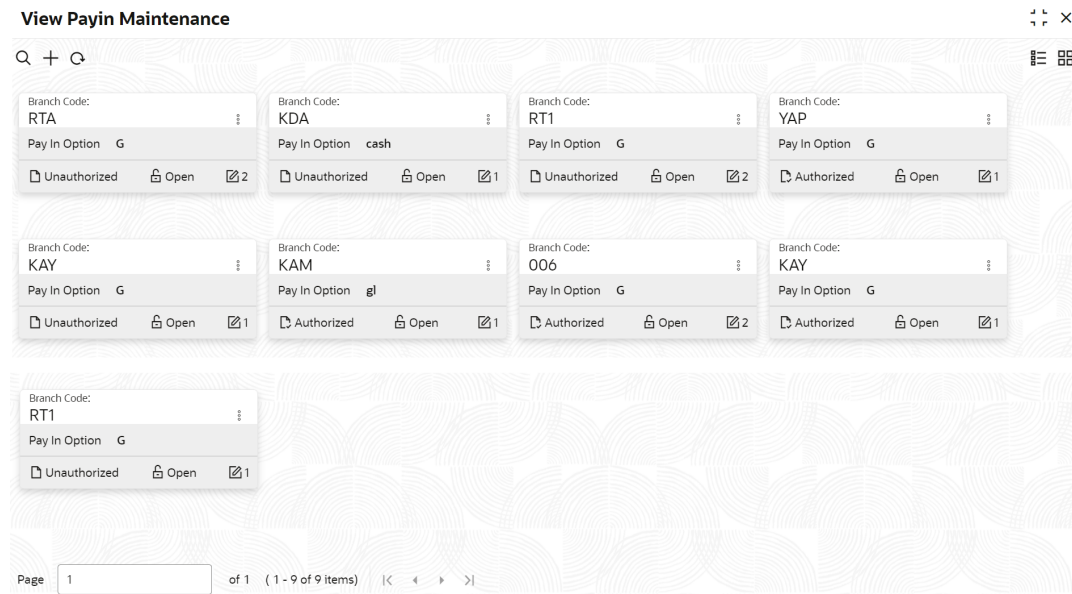 View Payin Maintenance
Branch Code: Branch Code: Branch Code: Branch Code:
RTA KDA RT1 YAP
Pay In Option G Pay In Option cash Pay In Option G Pay In Option G
Unauthorized Open 2 Unauthorized Open 1 Unauthorized Open 2 Authorized Open 1
Branch Code: Branch Code: Branch Code: Branch Code:
KAY KAM 006 KAY
Pay In Option G Pay In Option gl Pay In Option G Pay In Option G
Unauthorized Open 1 Authorized Open 1 Authorized Open 2 Authorized Open 1
Branch Code:
RT1
Pay In Option G
Unauthorized Open 1
Page 1 of 1 ( 1 - 9 of 9 items)